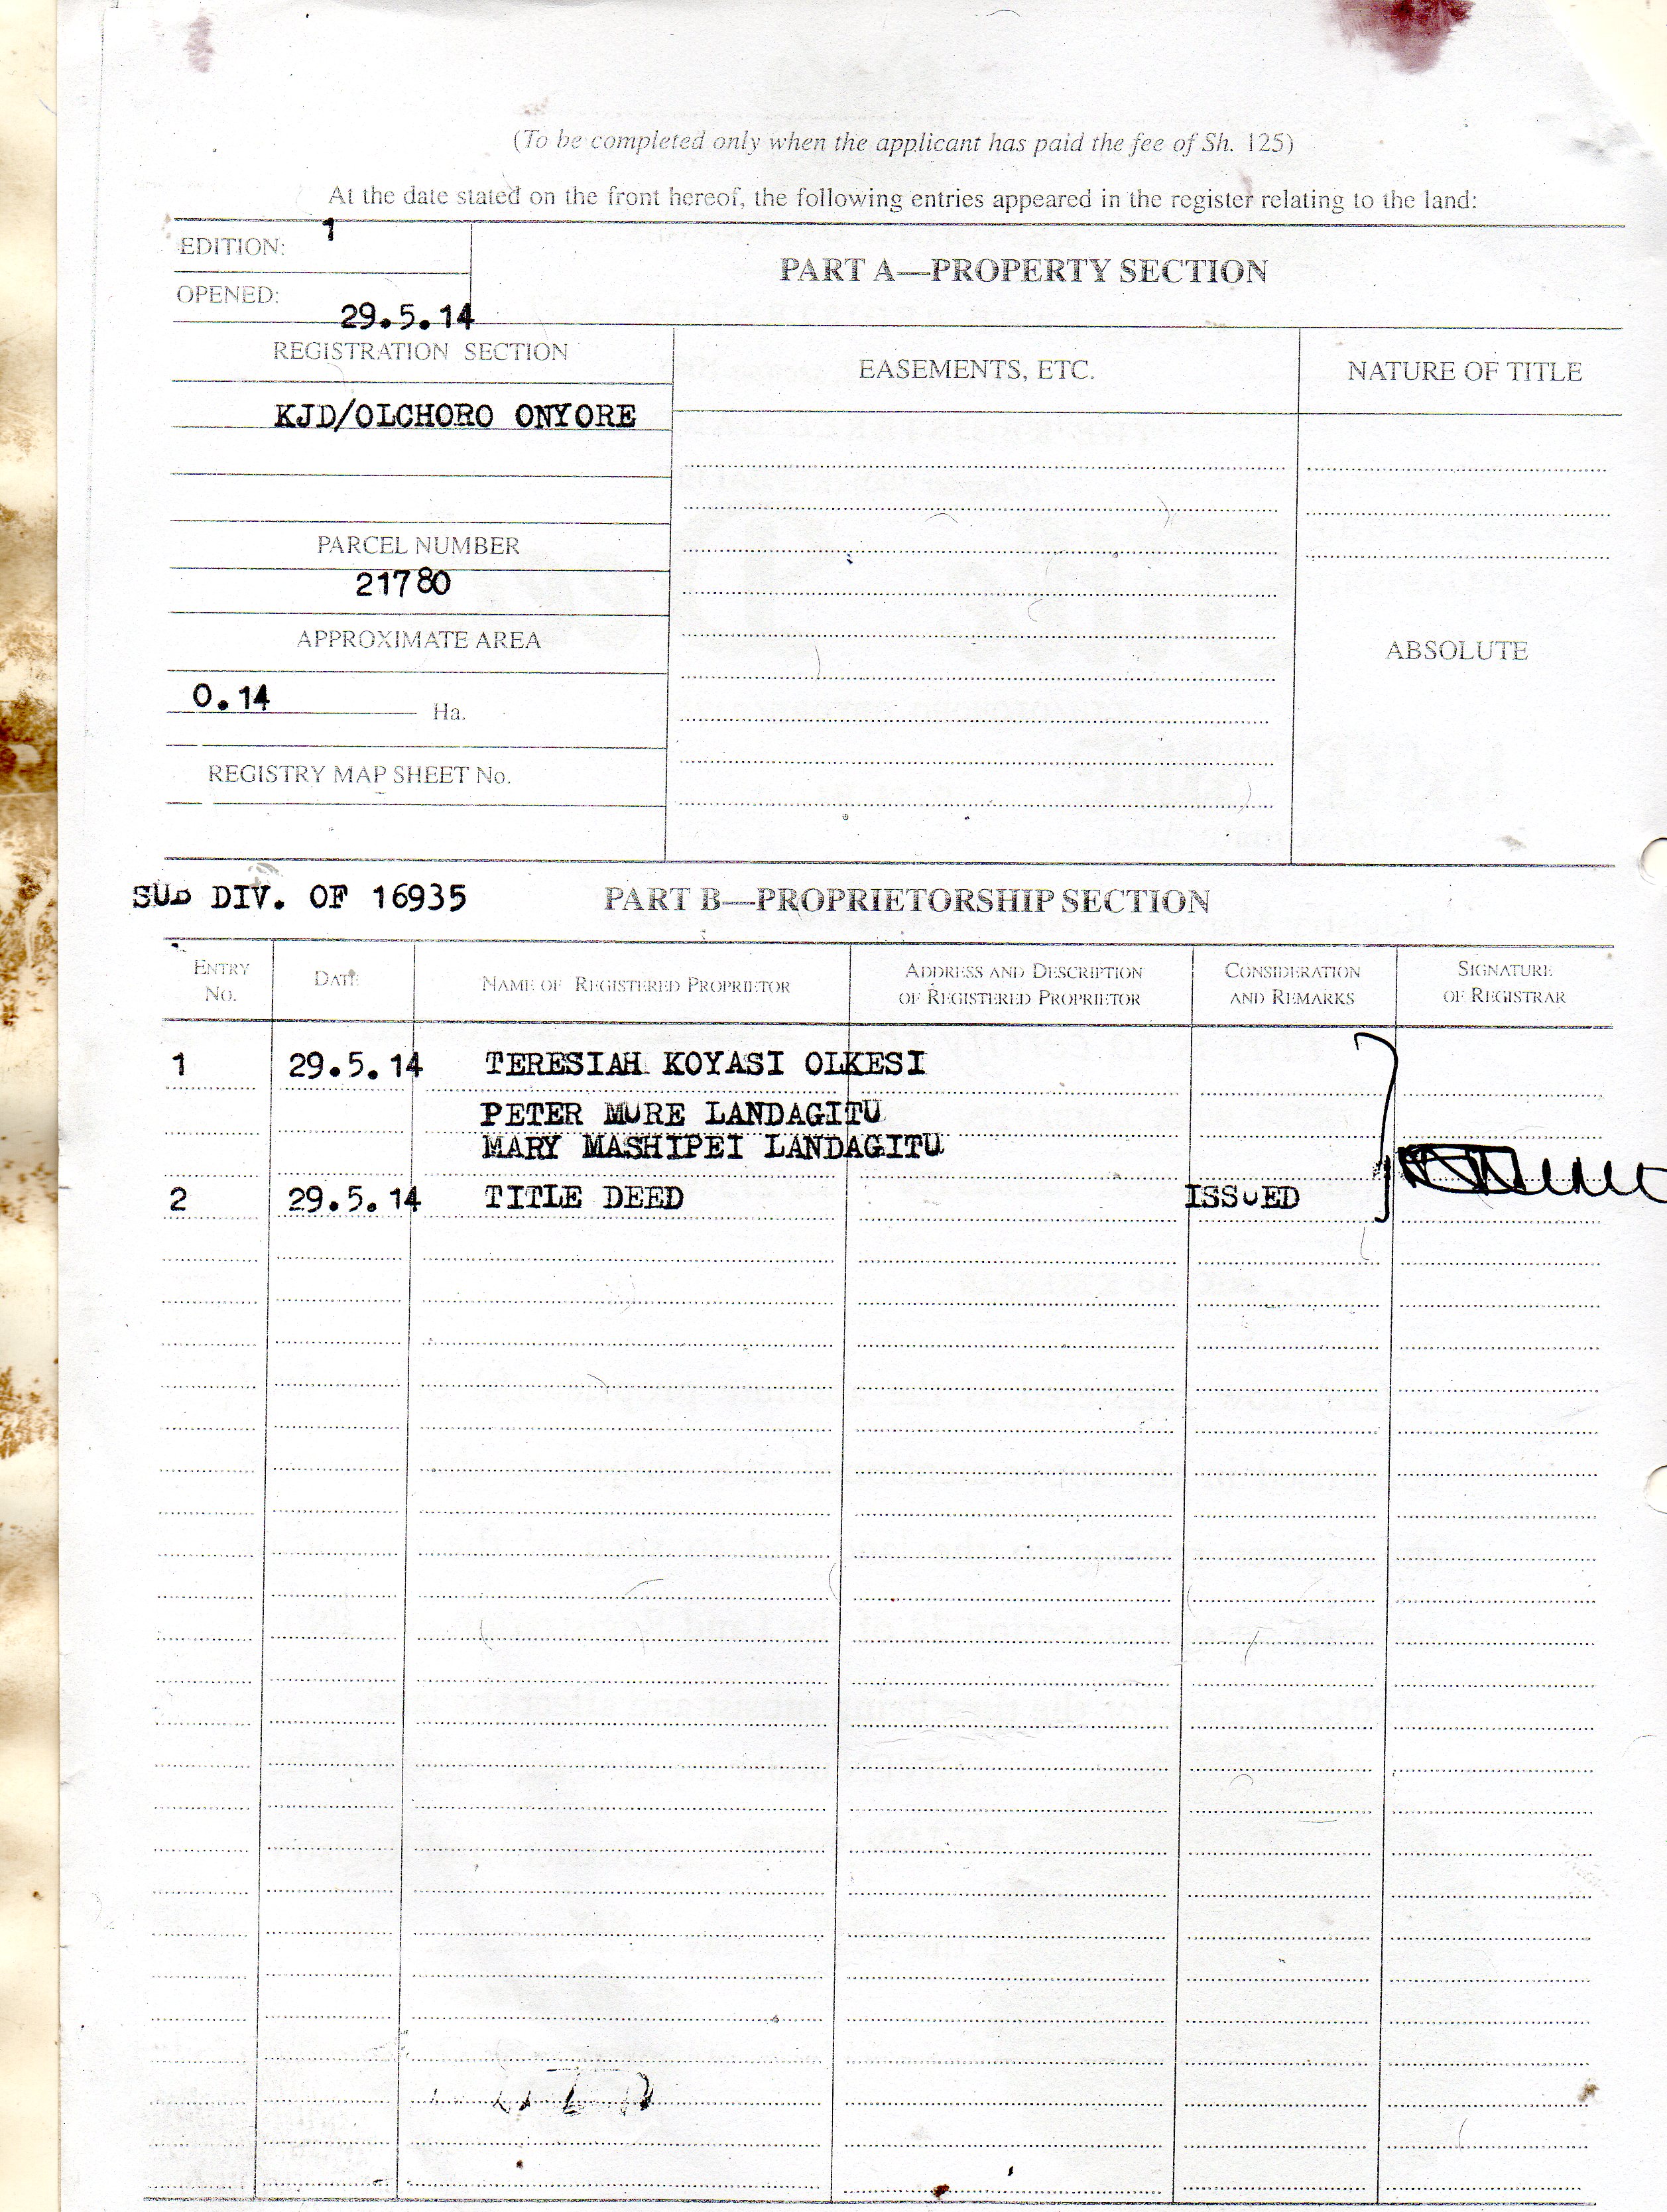 (To be completed only when the applicant has paid the fee of Sh. 125)
At the date stated on the front hereof, the following entries appeared in the register relating to the land:
EDITION: 1
OPENED: 29.5.14
PART A—PROPERTY SECTION
REGISTRATION SECTION
EASEMENTS, ETC.
NATURE OF TITLE
KJD/OLCHORO ONYORE
PARCEL NUMBER
21780
APPROXIMATE AREA
ABSOLUTE
0.14 Ha.
REGISTRY MAP SHEET No.
SUB DIV. OF 16935
PART B—PROPRIETORSHIP SECTION
ENTRY No.
DATE
NAME OF REGISTERED PROPRIETOR
ADDRESS AND DESCRIPTION OF REGISTERED PROPRIETOR
CONSIDERATION AND REMARKS
SIGNATURE OF REGISTRAR
1 29.5.14 TERESIAH KOYASI OLKESI
PETER MURE LANDAGITU
MARY MASHIPEI LANDAGITU
2 29.5.14 TITLE DEED ISSUED